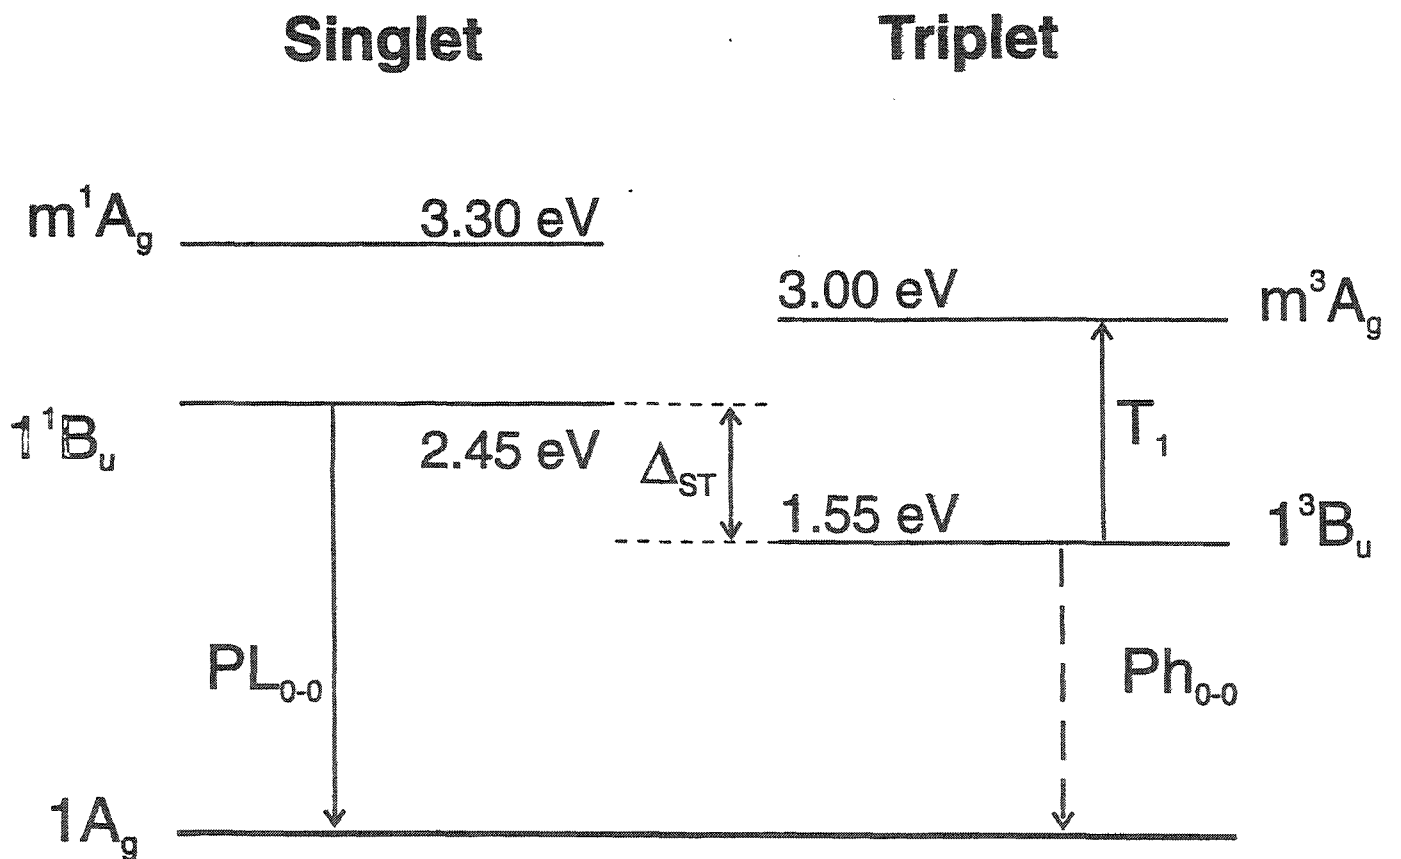 Singlet Triplet
m¹A_g 3.30 eV
3.00 eV m³A_g
1¹B_u 2.45 eV Δ_ST T₁
1.55 eV 1³B_u
PL₀₋₀ Ph₀₋₀
1A_g